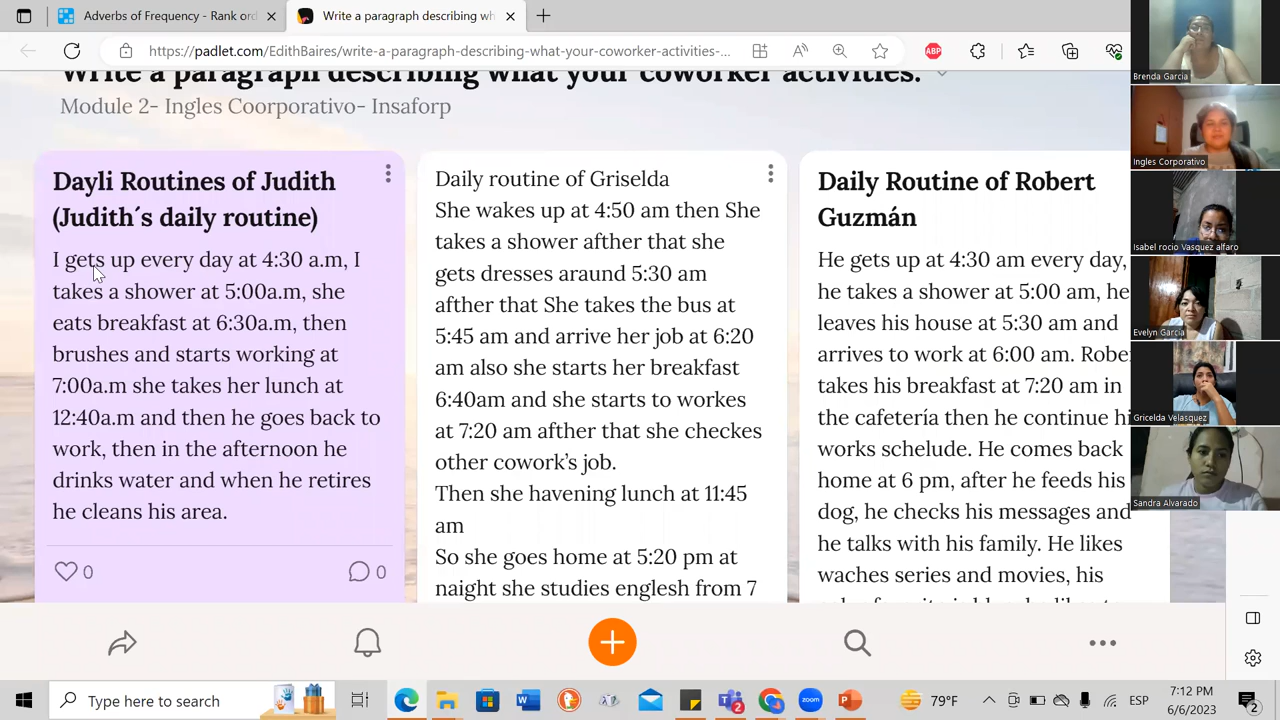 Adverbs of Frequency - Rank ord
Write a paragraph describing wh
https://padlet.com/EdithBaires/write-a-paragraph-describing-what-your-coworker-activities-...
ABP
Write a paragraph describing what your coworker activities.
Module 2- Ingles Coorporativo- Insaforp
Dayli Routines of Judith
(Judith´s daily routine)
I gets up every day at 4:30 a.m, I
takes a shower at 5:00a.m, she
eats breakfast at 6:30a.m, then
brushes and starts working at
7:00a.m she takes her lunch at
12:40a.m and then he goes back to
work, then in the afternoon he
drinks water and when he retires
he cleans his area.
0
0
Daily routine of Griselda
She wakes up at 4:50 am then She
takes a shower afther that she
gets dresses araund 5:30 am
afther that She takes the bus at
5:45 am and arrive her job at 6:20
am also she starts her breakfast
6:40am and she starts to workes
at 7:20 am afther that she checkes
other cowork’s job.
Then she havening lunch at 11:45
am
So she goes home at 5:20 pm at
naight she studies englesh from 7
Daily Routine of Robert
Guzmán
He gets up at 4:30 am every day,
he takes a shower at 5:00 am, he
leaves his house at 5:30 am and
arrives to work at 6:00 am. Robe
takes his breakfast at 7:20 am in
the cafetería then he continue hi
works schelude. He comes back
home at 6 pm, after he feeds his
dog, he checks his messages and
he talks with his family. He likes
waches series and movies, his
Brenda Garcia
Ingles Corporativo
Isabel rocio Vasquez alfaro
Evelyn García
Gricelda Velasquez
Sandra Alvarado
Type here to search
zoom
79°F
ESP
7:12 PM
6/6/2023
2
2